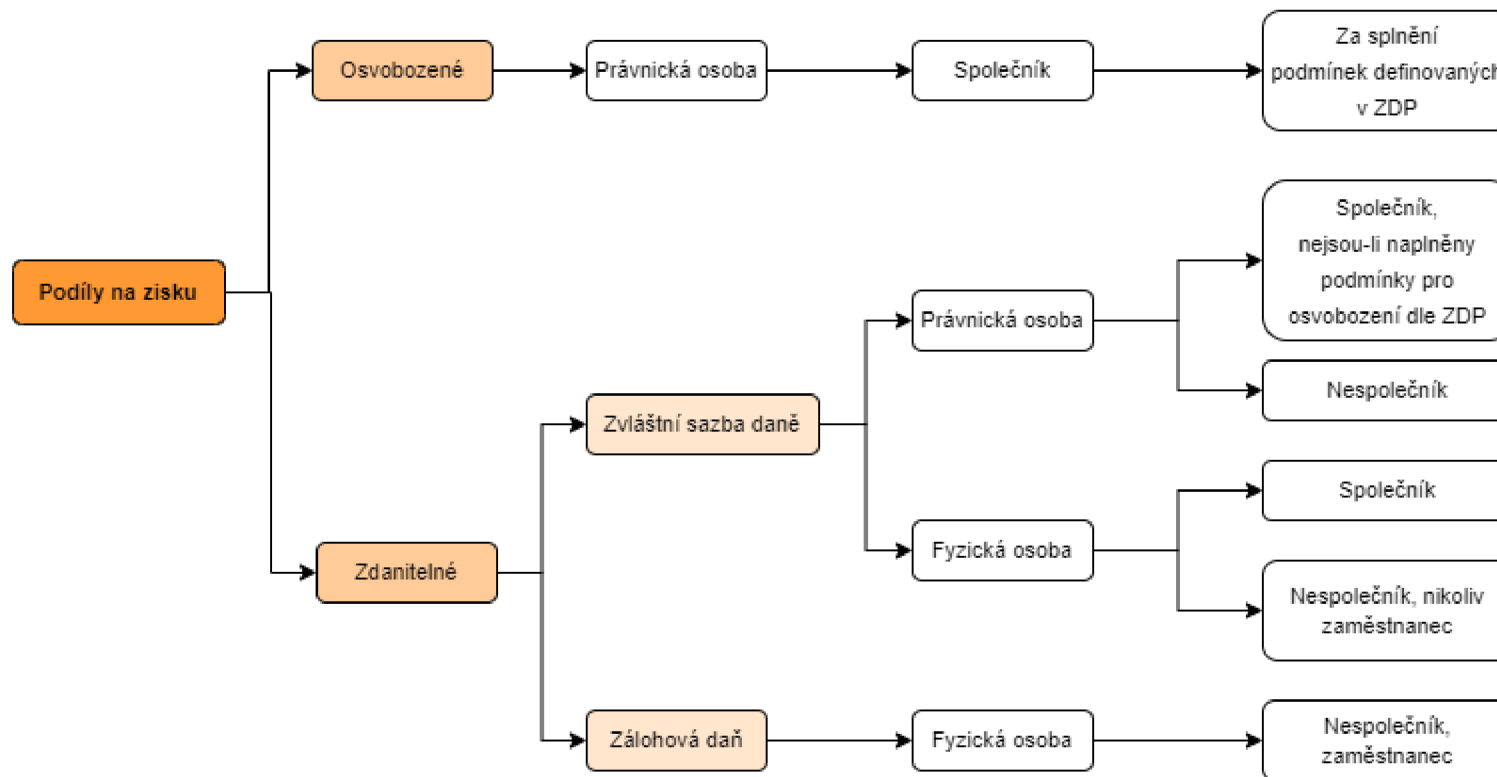 Osvobozené
Právnická osoba
Společník
Za splnění
podmínek definovaných
v ZDP
Podíly na zisku
Společník,
nejsou-li naplněny
podmínky pro
osvobození dle ZDP
Právnická osoba
Nespolečník
Zvláštní sazba daně
Společník
Fyzická osoba
Zdanitelné
Nespolečník, nikoliv
zaměstnanec
Zálohová daň
Fyzická osoba
Nespolečník,
zaměstnanec